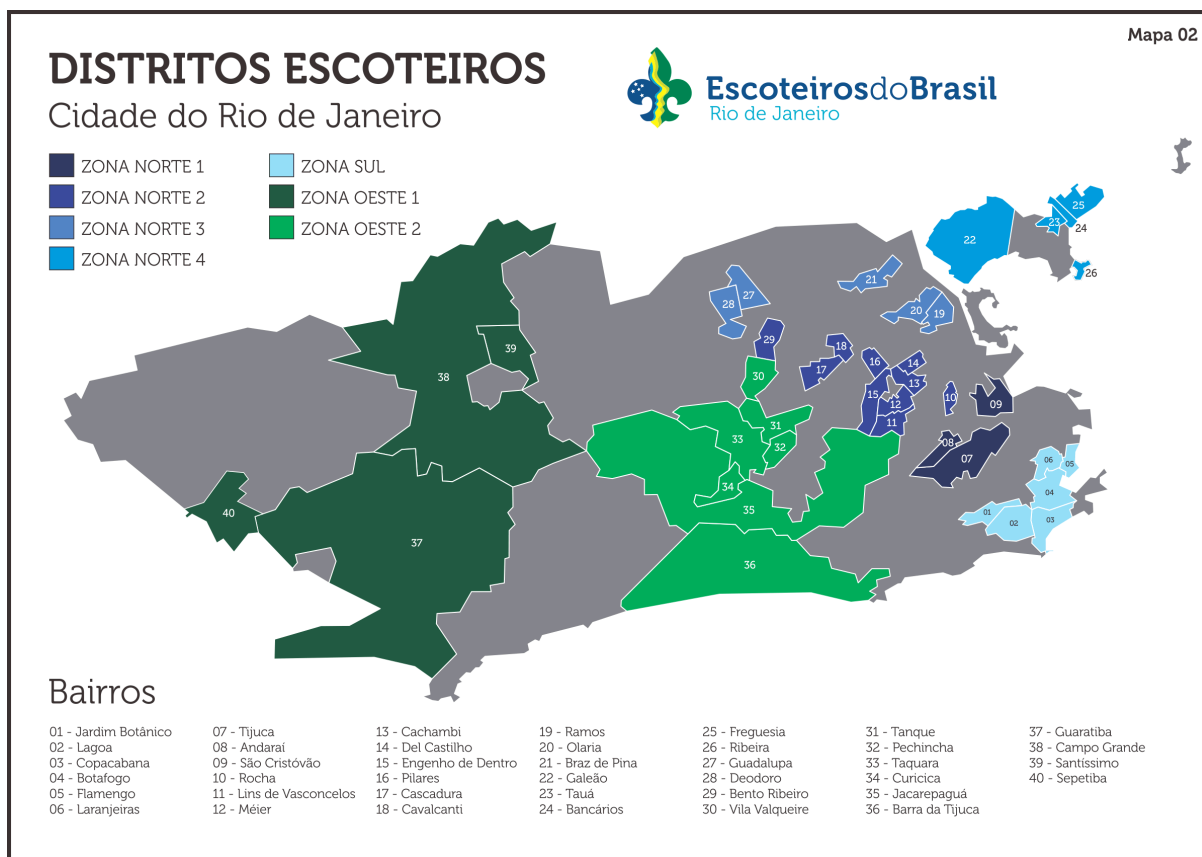 Mapa 02
DISTRITOS ESCOTEIROS
Cidade do Rio de Janeiro
EscoteirosdoBrasil
Rio de Janeiro
ZONA NORTE 1
ZONA NORTE 2
ZONA NORTE 3
ZONA NORTE 4
ZONA SUL
ZONA OESTE 1
ZONA OESTE 2
25
23
24
22
26
21
27
28
20
19
29
18
39
16
14
30
17
38
13
15
10
12
09
31
11
33
08
32
07
06
05
34
04
40
35
01
02
03
37
36
Bairros
01 - Jardim Botânico
02 - Lagoa
03 - Copacabana
04 - Botafogo
05 - Flamengo
06 - Laranjeiras
07 - Tijuca
08 - Andaraí
09 - São Cristóvão
10 - Rocha
11 - Lins de Vasconcelos
12 - Méier
13 - Cachambi
14 - Del Castilho
15 - Engenho de Dentro
16 - Pilares
17 - Cascadura
18 - Cavalcanti
19 - Ramos
20 - Olaria
21 - Braz de Pina
22 - Galeão
23 - Tauá
24 - Bancários
25 - Freguesia
26 - Ribeira
27 - Guadalupa
28 - Deodoro
29 - Bento Ribeiro
30 - Vila Valqueire
31 - Tanque
32 - Pechincha
33 - Taquara
34 - Curicica
35 - Jacarepaguá
36 - Barra da Tijuca
37 - Guaratiba
38 - Campo Grande
39 - Santíssimo
40 - Sepetiba